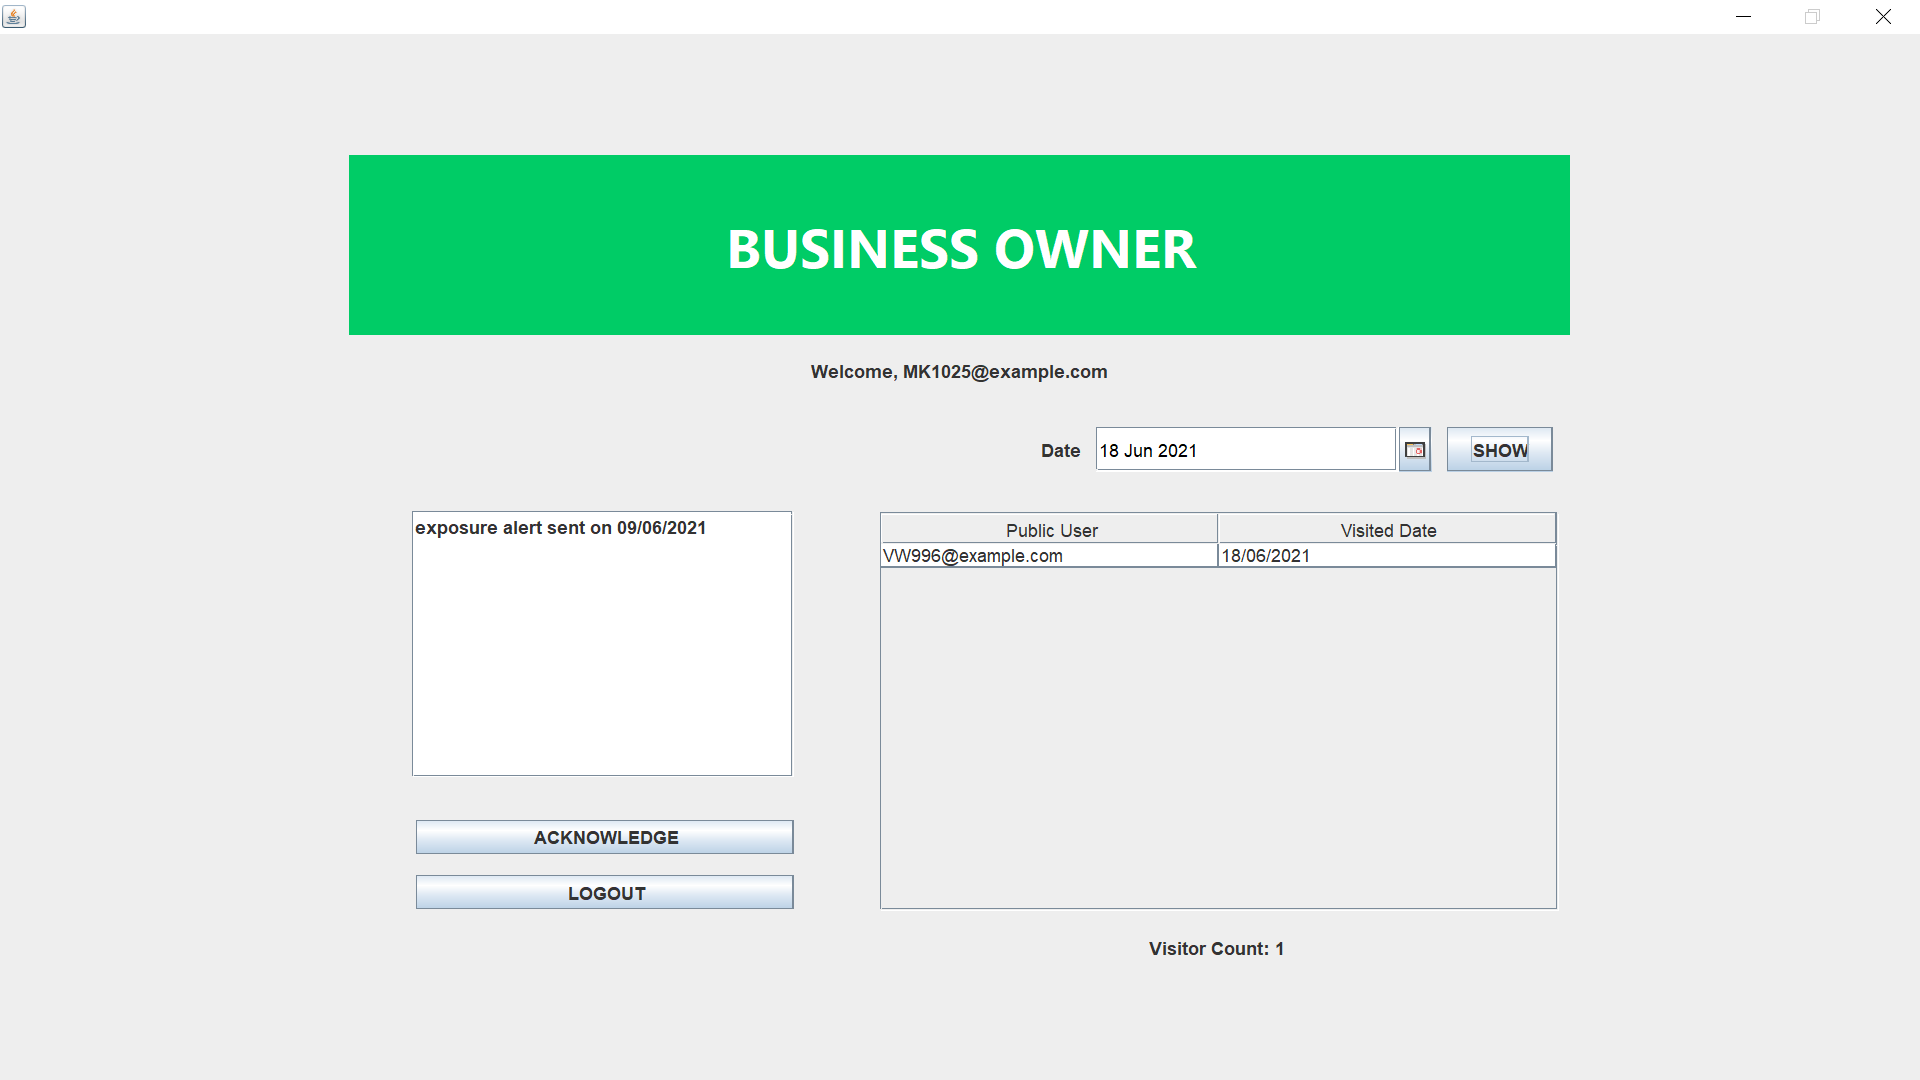 BUSINESS OWNER
Welcome, MK1025@example.com
Date 18 Jun 2021 SHOW
exposure alert sent on 09/06/2021
ACKNOWLEDGE
LOGOUT
Public User Visited Date
VW996@example.com 18/06/2021
Visitor Count: 1